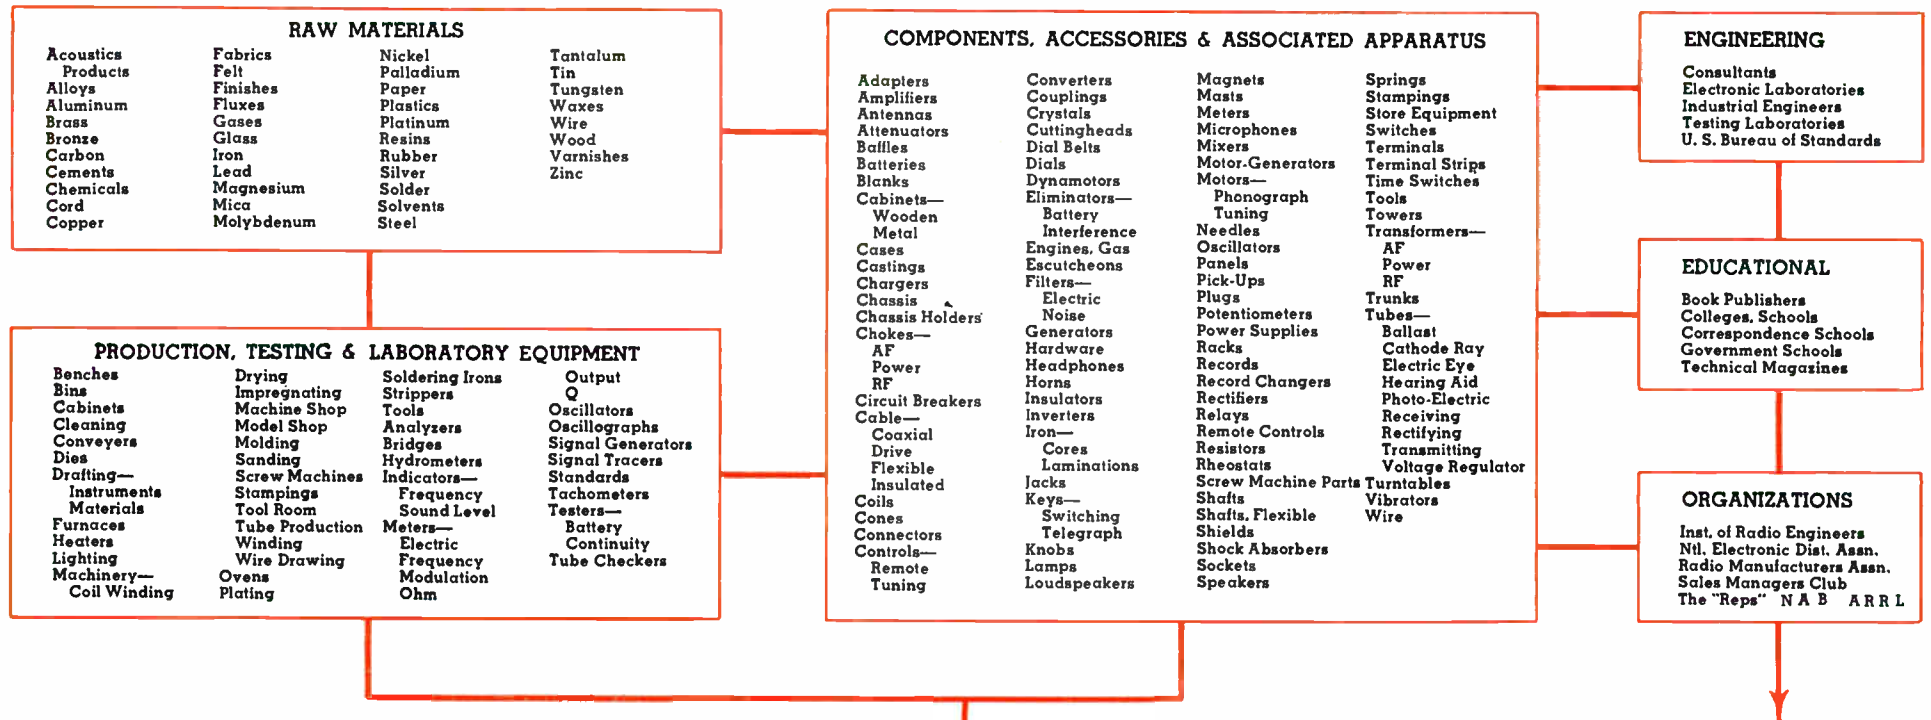 RAW MATERIALS
Acoustics
Products
Alloys
Aluminum
Brass
Bronze
Carbon
Cements
Chemicals
Cord
Copper
Fabrics
Felt
Finishes
Fluxes
Gases
Glass
Iron
Lead
Magnesium
Mica
Molybdenum
Nickel
Palladium
Paper
Plastics
Platinum
Resins
Rubber
Silver
Solder
Solvents
Steel
Tantalum
Tin
Tungsten
Waxes
Wire
Wood
Varnishes
Zinc
PRODUCTION, TESTING & LABORATORY EQUIPMENT
Benches
Bins
Cabinets
Cleaning
Conveyers
Dies
Drafting—
Instruments
Materials
Furnaces
Heaters
Lighting
Machinery—
Coil Winding
Drying
Impregnating
Machine Shop
Model Shop
Molding
Sanding
Screw Machines
Stampings
Tool Room
Tube Production
Winding
Wire Drawing
Ovens
Plating
Soldering Irons
Strippers
Tools
Analyzers
Bridges
Hydrometers
Indicators—
Frequency
Sound Level
Meters—
Electric
Frequency
Modulation
Ohm
Output
Q
Oscillators
Oscillographs
Signal Generators
Signal Tracers
Standards
Tachometers
Testers—
Battery
Continuity
Tube Checkers
COMPONENTS, ACCESSORIES & ASSOCIATED APPARATUS
Adapters
Amplifiers
Antennas
Attenuators
Baffles
Batteries
Blanks
Cabinets—
Wooden
Metal
Cases
Castings
Chargers
Chassis
Chassis Holders
Chokes—
AF
Power
RF
Circuit Breakers
Cable—
Coaxial
Drive
Flexible
Insulated
Coils
Cones
Connectors
Controls—
Remote
Tuning
Converters
Couplings
Crystals
Cuttingheads
Dial Belts
Dials
Dynamotors
Eliminators—
Battery
Interference
Engines, Gas
Escutcheons
Filters—
Electric
Noise
Generators
Hardware
Headphones
Horns
Insulators
Inverters
Iron—
Cores
Laminations
Jacks
Keys—
Switching
Telegraph
Knobs
Lamps
Loudspeakers
Magnets
Masts
Meters
Microphones
Mixers
Motor-Generators
Motors—
Phonograph
Tuning
Needles
Oscillators
Panels
Pick-Ups
Plugs
Potentiometers
Power Supplies
Racks
Records
Record Changers
Rectifiers
Relays
Remote Controls
Resistors
Rheostats
Screw Machine Parts
Shafts
Shafts, Flexible
Shields
Shock Absorbers
Sockets
Speakers
Springs
Stampings
Store Equipment
Switches
Terminals
Terminal Strips
Time Switches
Tools
Towers
Transformers—
AF
Power
RF
Trunks
Tubes—
Ballast
Cathode Ray
Electric Eye
Hearing Aid
Photo-Electric
Receiving
Rectifying
Transmitting
Voltage Regulator
Turntables
Vibrators
Wire
ENGINEERING
Consultants
Electronic Laboratories
Industrial Engineers
Testing Laboratories
U. S. Bureau of Standards
EDUCATIONAL
Book Publishers
Colleges, Schools
Correspondence Schools
Government Schools
Technical Magazines
ORGANIZATIONS
Inst. of Radio Engineers
Ntl. Electronic Dist. Assn.
Radio Manufacturers Assn.
Sales Managers Club
The "Reps" N A B A R R L